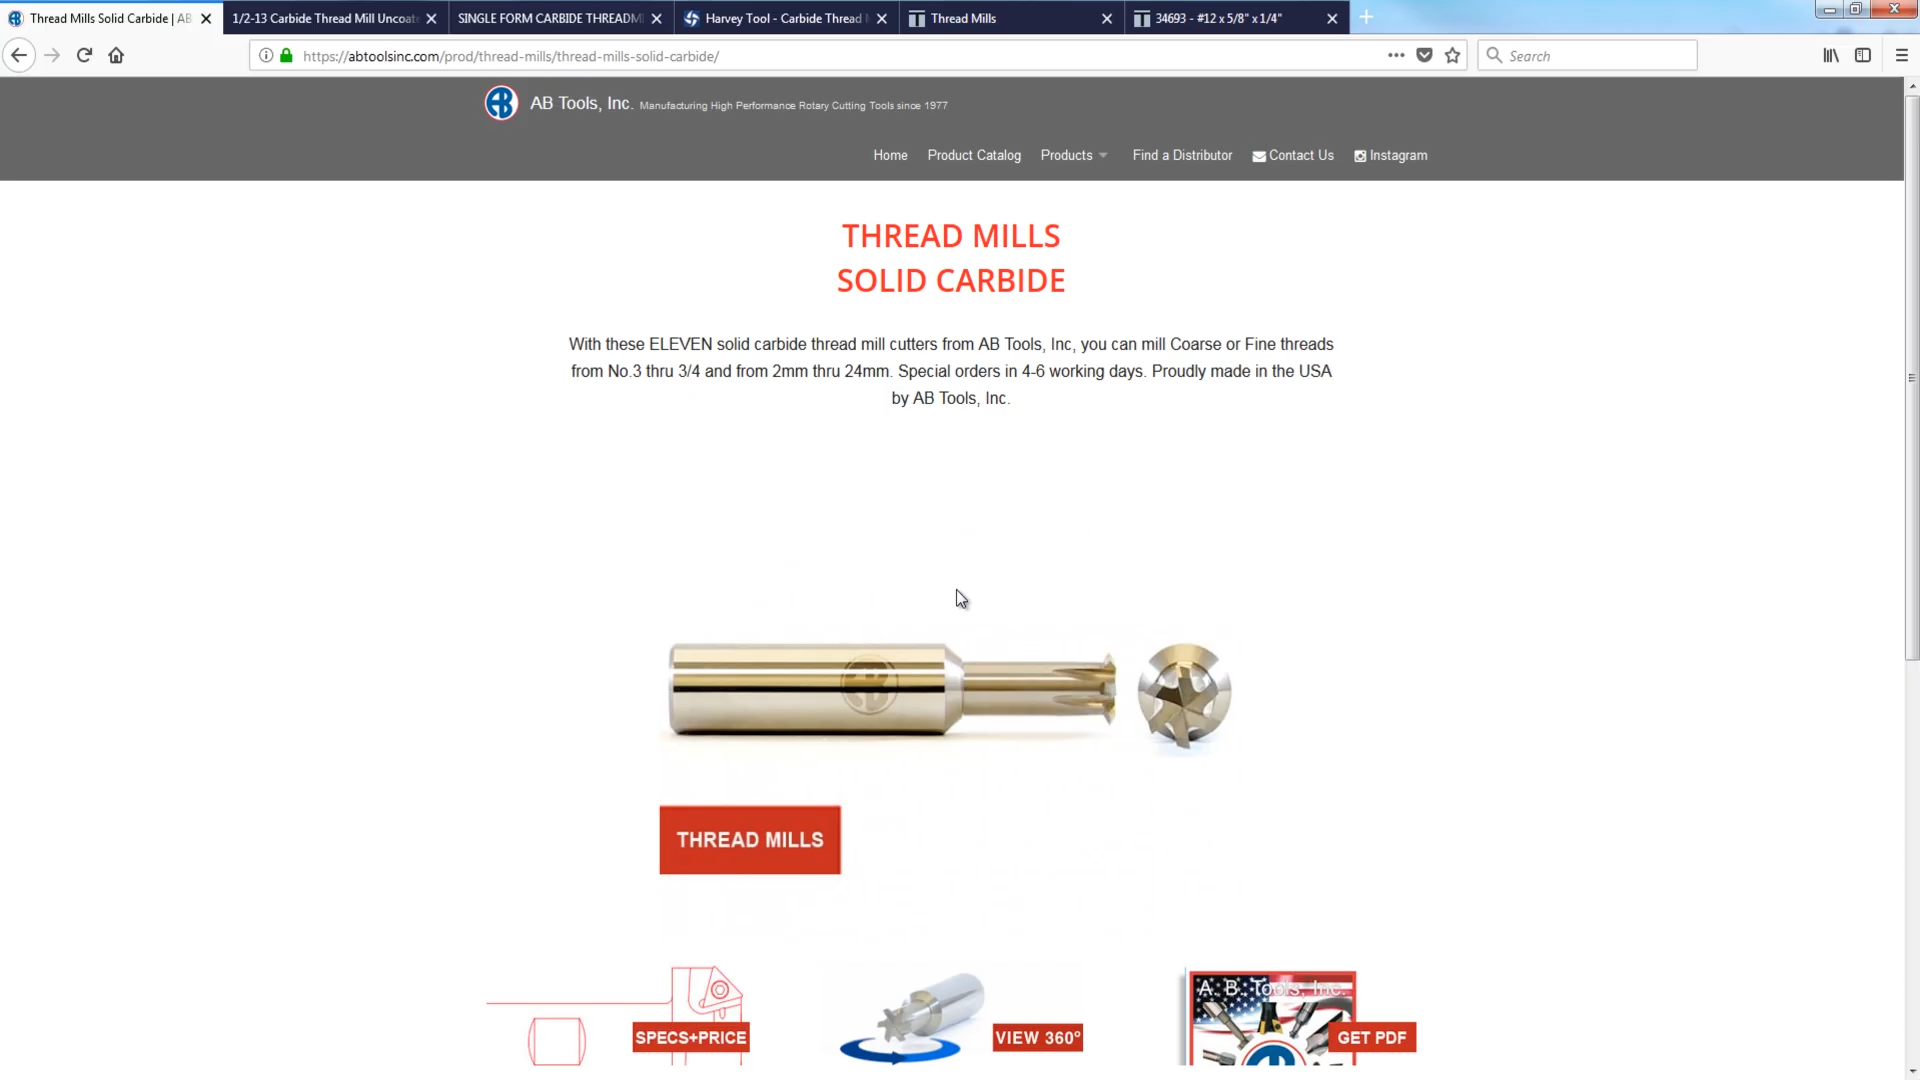 Thread Mills Solid Carbide | AB
1/2-13 Carbide Thread Mill Uncoate
SINGLE FORM CARBIDE THREADMI
Harvey Tool - Carbide Thread
Thread Mills
34693 - #12 x 5/8" x 1/4"
https://abtoolsinc.com/prod/thread-mills/thread-mills-solid-carbide/
Search
AB Tools, Inc. Manufacturing High Performance Rotary Cutting Tools since 1977
Home Product Catalog Products Find a Distributor Contact Us Instagram
THREAD MILLS
SOLID CARBIDE
With these ELEVEN solid carbide thread mill cutters from AB Tools, Inc, you can mill Coarse or Fine threads
from No.3 thru 3/4 and from 2mm thru 24mm. Special orders in 4-6 working days. Proudly made in the USA
by AB Tools, Inc.
AB
THREAD MILLS
A. B. Tools, Inc.
SPECS+PRICE
VIEW 360º
GET PDF